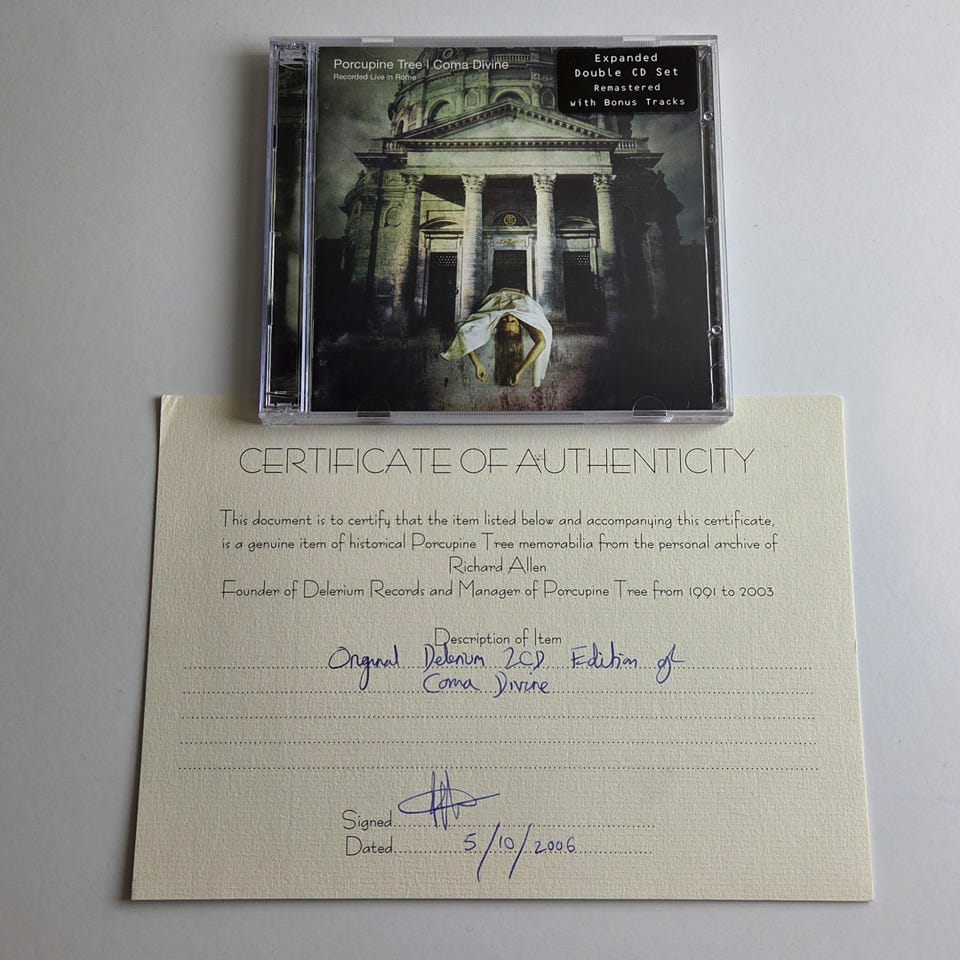 Porcupine Tree | Coma Divine
Recorded Live in Rome
Expanded
Double CD Set
Remastered
with Bonus Tracks
CERTIFICATE OF AUTHENTICITY
This document is to certify that the item listed below and accompanying this certificate,
is a genuine item of historical Porcupine Tree memorabilia from the personal archive of
Richard Allen
Founder of Delerium Records and Manager of Porcupine Tree from 1991 to 2003
Description of Item
Original Delerium 2CD Edition of
Coma Divine
Signed
Dated 5/10/2006